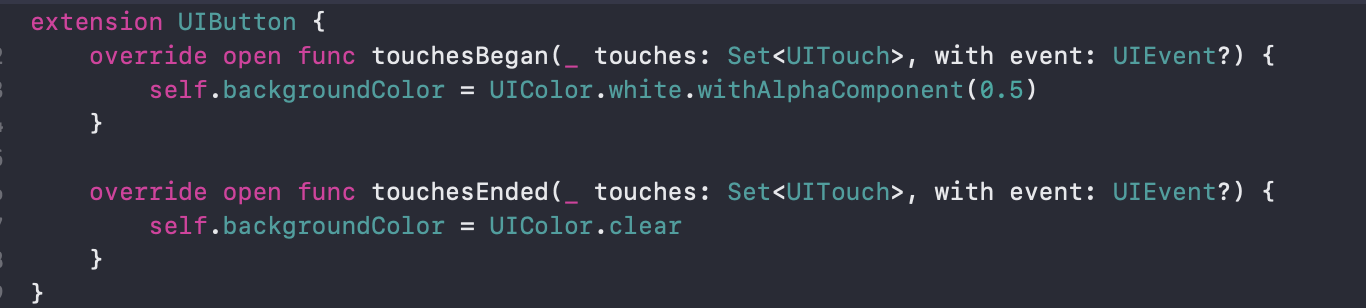 extension UIButton {
override open func touchesBegan(_ touches: Set<UITouch>, with event: UIEvent?) {
self.backgroundColor = UIColor.white.withAlphaComponent(0.5)
}
override open func touchesEnded(_ touches: Set<UITouch>, with event: UIEvent?) {
self.backgroundColor = UIColor.clear
}
}